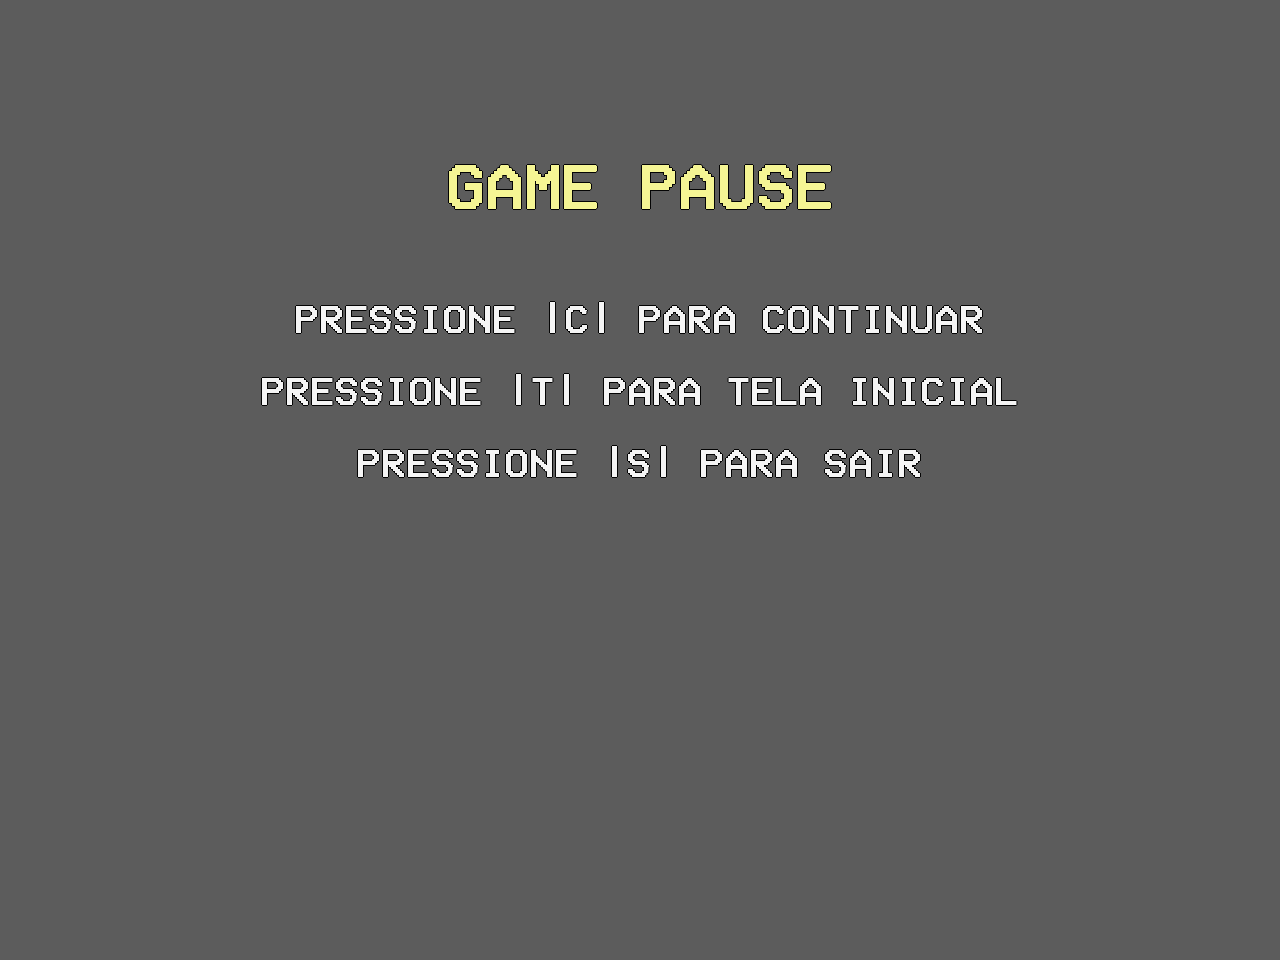 GAME PAUSE
PRESSIONE |C| PARA CONTINUAR
PRESSIONE |T| PARA TELA INICIAL
PRESSIONE |S| PARA SAIR